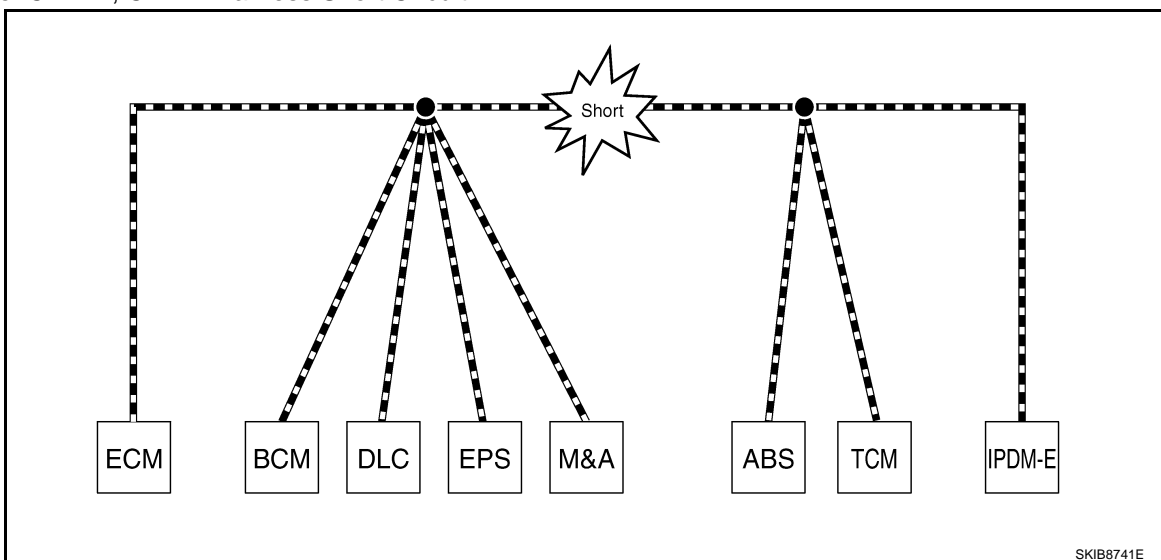 Short
ECM
BCM
DLC
EPS
M&A
ABS
TCM
IPDM-E
SKIB8741E